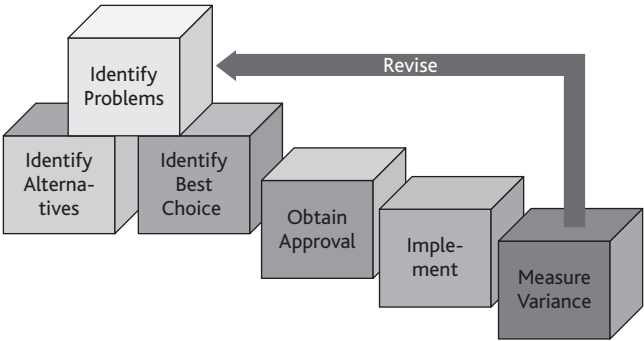 Identify
Problems
Revise
Identify
Alterna-
tives
Identify
Best
Choice
Obtain
Approval
Imple-
ment
Measure
Variance